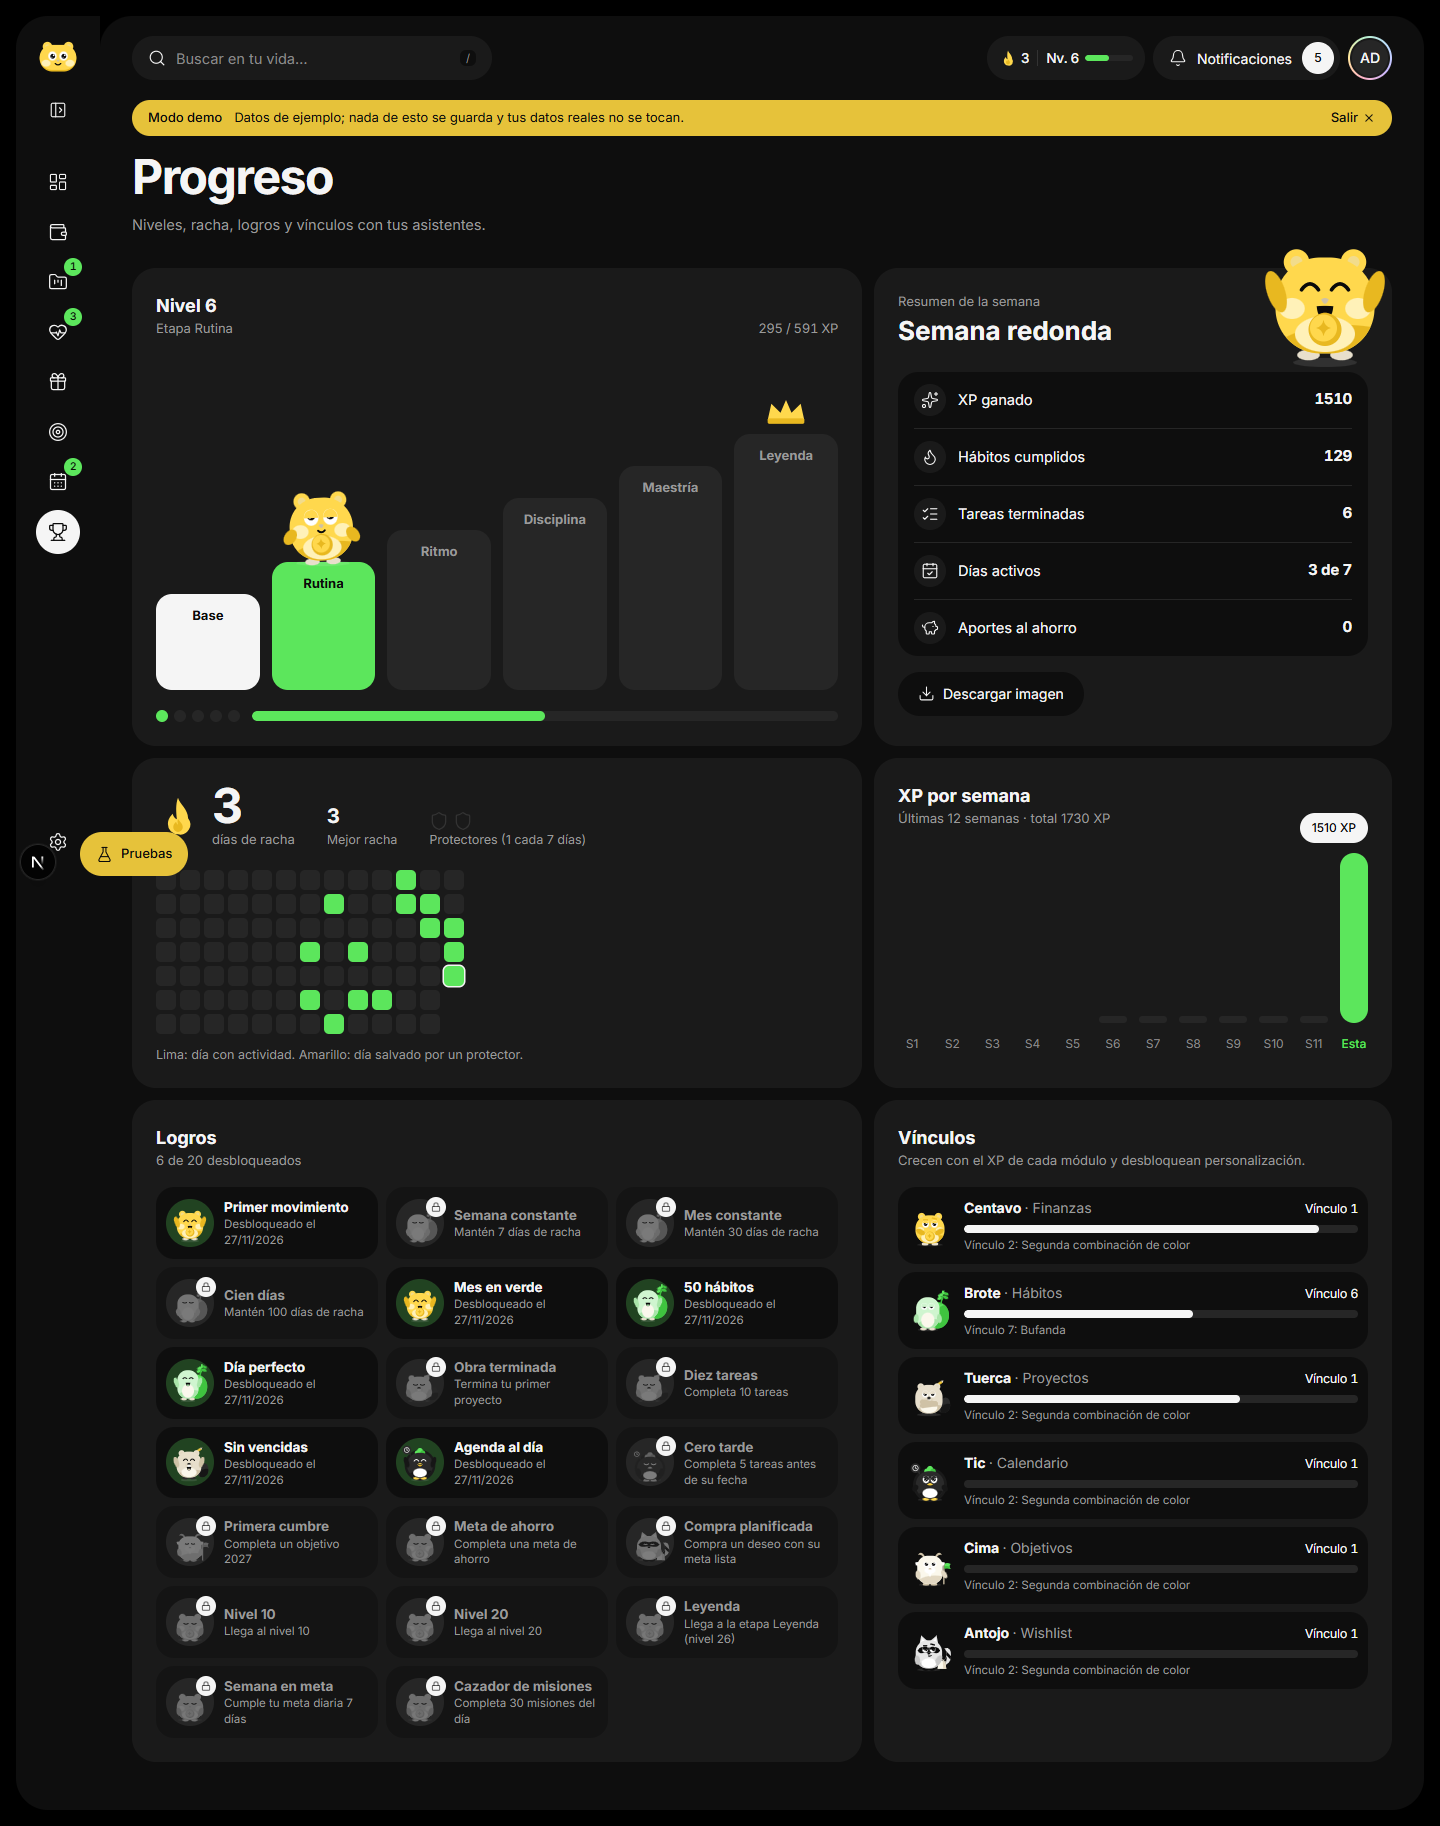 Buscar en tu vida...
/
3
Nv. 6
Notificaciones
5
AD
Modo demo
Datos de ejemplo; nada de esto se guarda y tus datos reales no se tocan.
Salir
1
3
2
Progreso
Niveles, racha, logros y vínculos con tus asistentes.
Nivel 6
Etapa Rutina
295 / 591 XP
Base
Rutina
Ritmo
Disciplina
Maestría
Leyenda
Resumen de la semana
Semana redonda
XP ganado
1510
Hábitos cumplidos
129
Tareas terminadas
6
Días activos
3 de 7
Aportes al ahorro
0
Descargar imagen
N
Pruebas
3
días de racha
3
Mejor racha
Protectores (1 cada 7 días)
Lima: día con actividad. Amarillo: día salvado por un protector.
XP por semana
Últimas 12 semanas · total 1730 XP
1510 XP
S1
S2
S3
S4
S5
S6
S7
S8
S9
S10
S11
Esta
Logros
6 de 20 desbloqueados
Primer movimiento
Desbloqueado el
27/11/2026
Semana constante
Mantén 7 días de racha
Mes constante
Mantén 30 días de racha
Cien días
Mantén 100 días de racha
Mes en verde
Desbloqueado el
27/11/2026
50 hábitos
Desbloqueado el
27/11/2026
Día perfecto
Desbloqueado el
27/11/2026
Obra terminada
Termina tu primer
proyecto
Diez tareas
Completa 10 tareas
Sin vencidas
Desbloqueado el
27/11/2026
Agenda al día
Desbloqueado el
27/11/2026
Cero tarde
Completa 5 tareas antes
de su fecha
Primera cumbre
Completa un objetivo
2027
Meta de ahorro
Completa una meta de
ahorro
Compra planificada
Compra un deseo con su
meta lista
Nivel 10
Llega al nivel 10
Nivel 20
Llega al nivel 20
Leyenda
Llega a la etapa Leyenda
(nivel 26)
Semana en meta
Cumple tu meta diaria 7
días
Cazador de misiones
Completa 30 misiones del
día
Vínculos
Crecen con el XP de cada módulo y desbloquean personalización.
Centavo · Finanzas
Vínculo 1
Vínculo 2: Segunda combinación de color
Brote · Hábitos
Vínculo 6
Vínculo 7: Bufanda
Tuerca · Proyectos
Vínculo 1
Vínculo 2: Segunda combinación de color
Tic · Calendario
Vínculo 1
Vínculo 2: Segunda combinación de color
Cima · Objetivos
Vínculo 1
Vínculo 2: Segunda combinación de color
Antojo · Wishlist
Vínculo 1
Vínculo 2: Segunda combinación de color